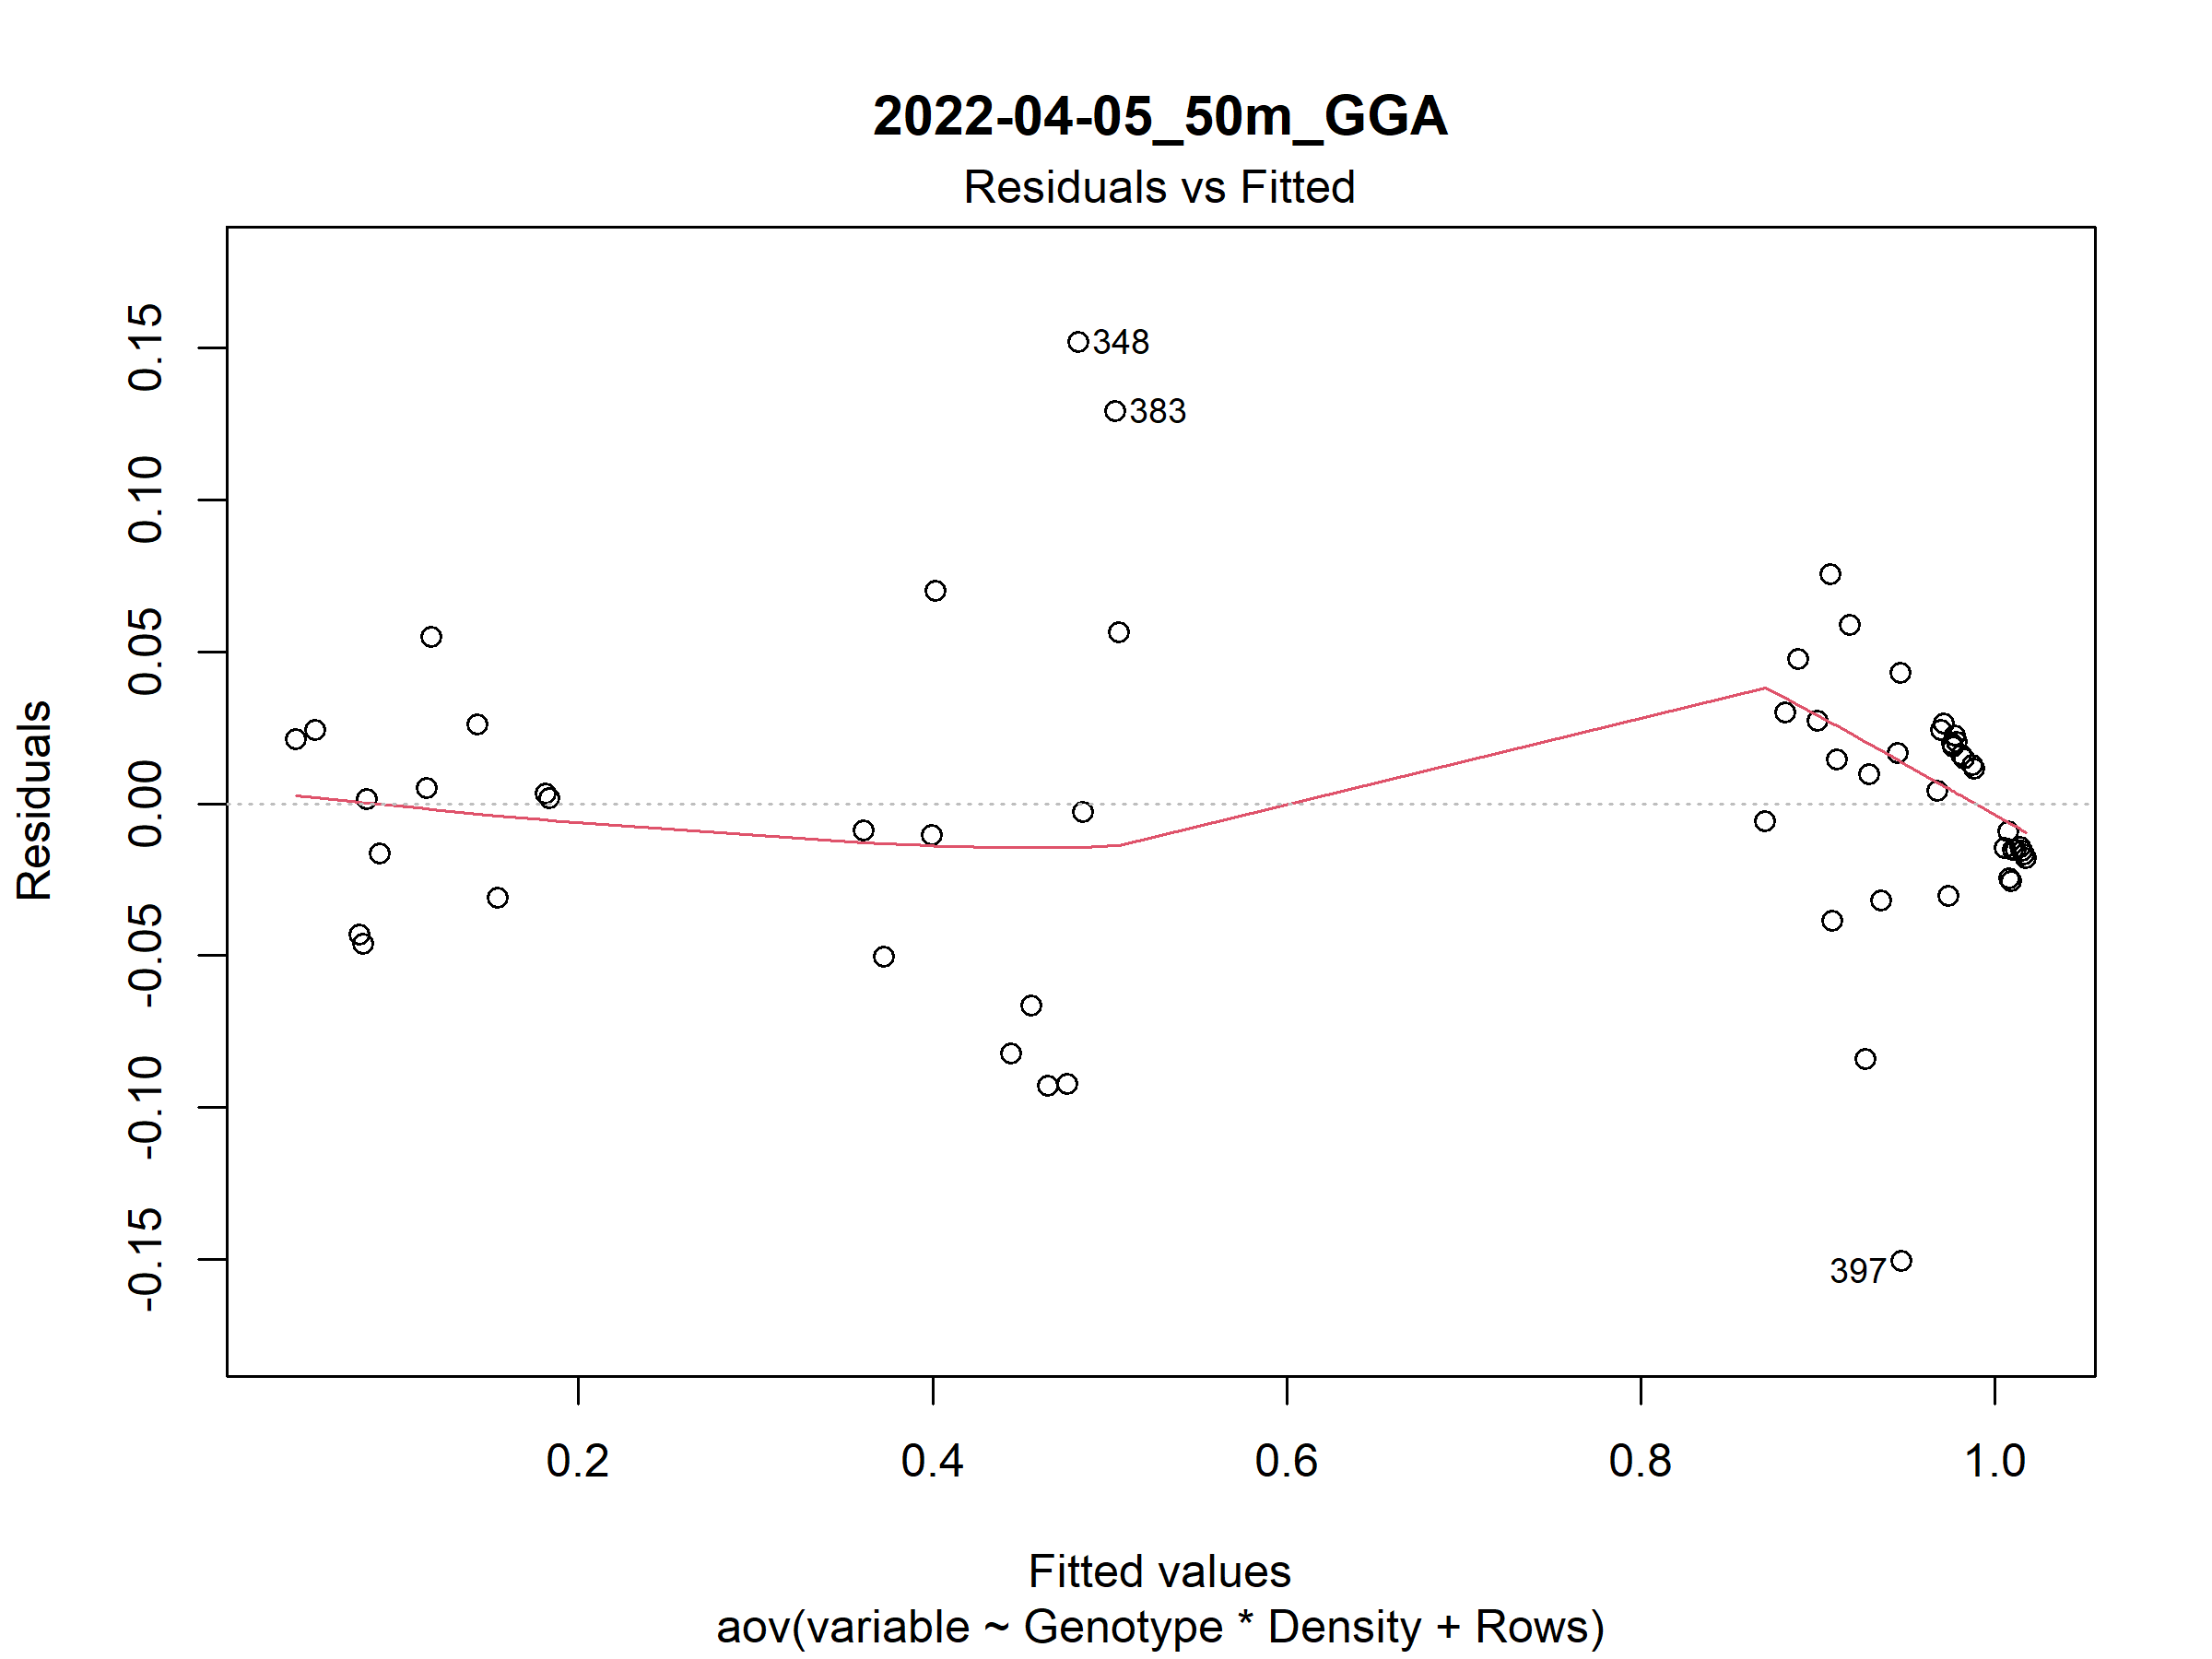 2022-04-05_50m_GGA
Residuals vs Fitted
Residuals
0.15
0.10
0.05
0.00
-0.05
-0.10
-0.15
348
383
397
0.2 0.4 0.6 0.8 1.0
Fitted values
aov(variable ~ Genotype * Density + Rows)